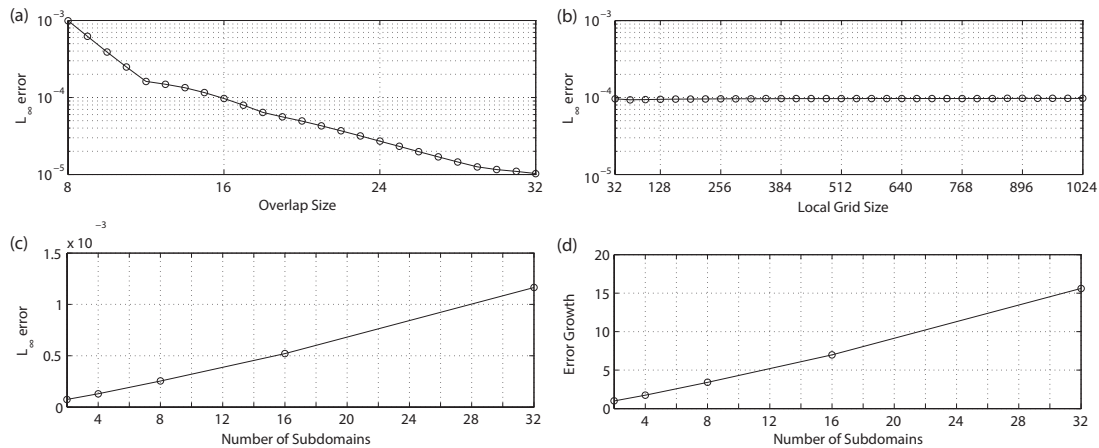 (a)
10⁻³
10⁻⁴
10⁻⁵
L∞ error
8 16 24 32
Overlap Size
(b)
10⁻³
10⁻⁴
10⁻⁵
L∞ error
32 128 256 384 512 640 768 896 1024
Local Grid Size
(c)
x 10⁻³
1.5
1
0.5
0
L∞ error
4 8 12 16 20 24 28 32
Number of Subdomains
(d)
20
15
10
5
0
Error Growth
4 8 12 16 20 24 28 32
Number of Subdomains